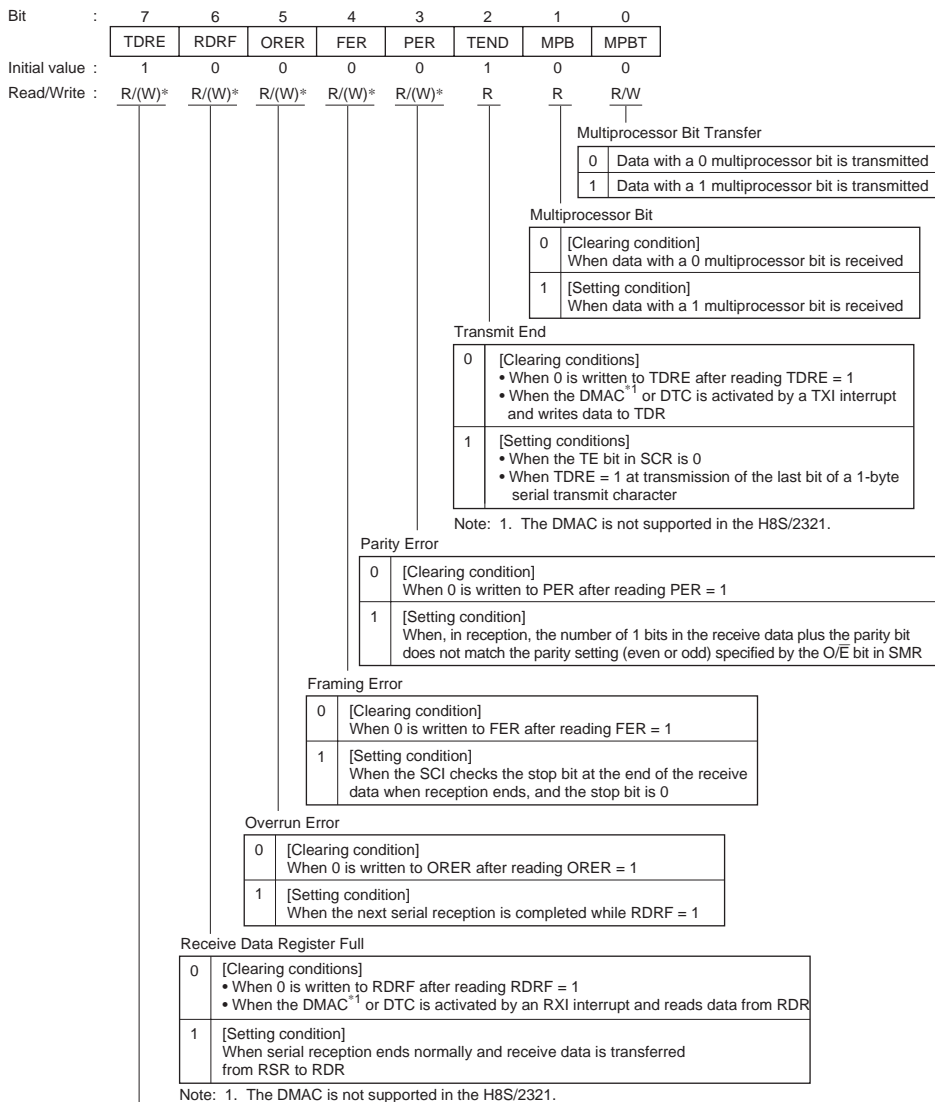 Bit : 7 6 5 4 3 2 1 0
TDRE RDRF ORER FER PER TEND MPB MPBT
Initial value : 1 0 0 0 0 1 0 0
Read/Write : R/(W)* R/(W)* R/(W)* R/(W)* R/(W)* R R R/W
Multiprocessor Bit Transfer
0 Data with a 0 multiprocessor bit is transmitted
1 Data with a 1 multiprocessor bit is transmitted
Multiprocessor Bit
0 [Clearing condition]
When data with a 0 multiprocessor bit is received
1 [Setting condition]
When data with a 1 multiprocessor bit is received
Transmit End
0 [Clearing conditions]
• When 0 is written to TDRE after reading TDRE = 1
• When the DMAC*1 or DTC is activated by a TXI interrupt
and writes data to TDR
1 [Setting conditions]
• When the TE bit in SCR is 0
• When TDRE = 1 at transmission of the last bit of a 1-byte
serial transmit character
Note: 1. The DMAC is not supported in the H8S/2321.
Parity Error
0 [Clearing condition]
When 0 is written to PER after reading PER = 1
1 [Setting condition]
When, in reception, the number of 1 bits in the receive data plus the parity bit
does not match the parity setting (even or odd) specified by the O/E̅ bit in SMR
Framing Error
0 [Clearing condition]
When 0 is written to FER after reading FER = 1
1 [Setting condition]
When the SCI checks the stop bit at the end of the receive
data when reception ends, and the stop bit is 0
Overrun Error
0 [Clearing condition]
When 0 is written to ORER after reading ORER = 1
1 [Setting condition]
When the next serial reception is completed while RDRF = 1
Receive Data Register Full
0 [Clearing conditions]
• When 0 is written to RDRF after reading RDRF = 1
• When the DMAC*1 or DTC is activated by an RXI interrupt and reads data from RDR
1 [Setting condition]
When serial reception ends normally and receive data is transferred
from RSR to RDR
Note: 1. The DMAC is not supported in the H8S/2321.